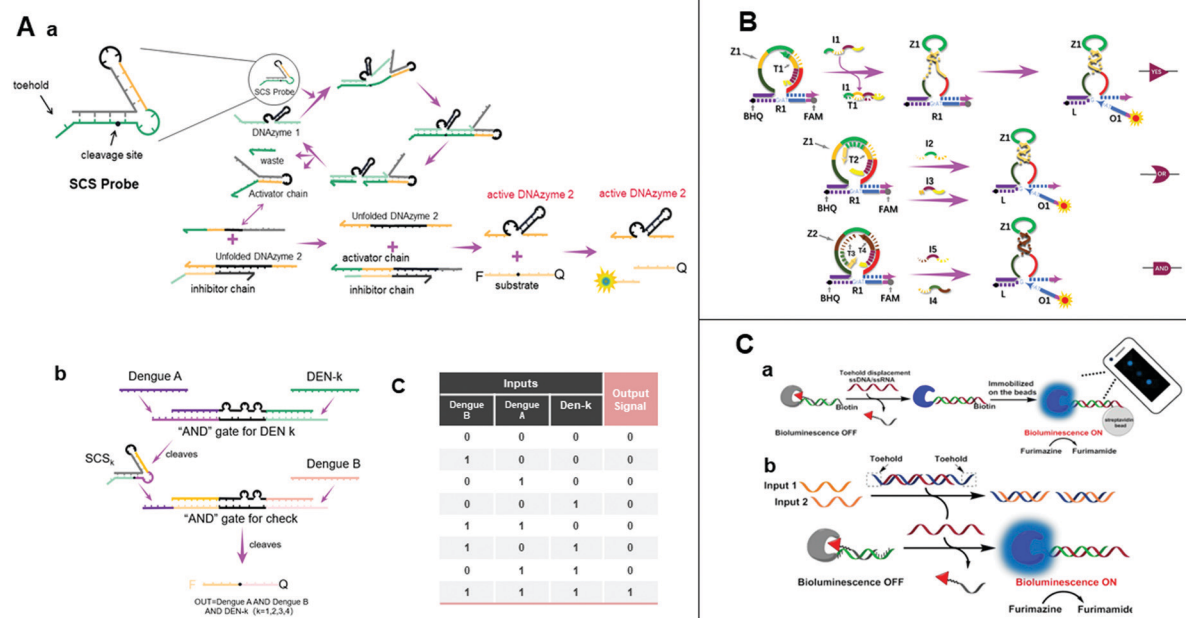 A a
toehold
cleavage site
SCS Probe
SCS Probe
DNAzyme 1
waste
Activator chain
Unfolded DNAzyme 2
inhibitor chain
Unfolded DNAzyme 2
activator chain
inhibitor chain
active DNAzyme 2
F
Q
substrate
active DNAzyme 2
Q
b
Dengue A
DEN-k
"AND" gate for DEN k
cleaves
SCSk
Dengue B
"AND" gate for check
cleaves
F
Q
OUT=Dengue A AND Dengue B
AND DEN-k (k=1,2,3,4)
C
Inputs Output Signal
Dengue B Dengue A Den-k
0 0 0 0
1 0 0 0
0 1 0 0
0 0 1 0
1 1 0 0
1 0 1 0
0 1 1 0
1 1 1 1
B
Z1
T1
BHQ
R1
FAM
I1
I1
T1
Z1
R1
Z1
L
O1
YES
Z1
T2
BHQ
R1
FAM
I2
I3
Z1
L
O1
OR
Z2
T3
T4
BHQ
R1
FAM
I5
I4
Z1
L
O1
AND
C
a
Toehold displacement
ssDNA/ssRNA
Biotin
Bioluminescence OFF
Biotin
Immobilized
on the beads
streptavidin
bead
Bioluminescence ON
Furimazine Furimamide
b
Toehold Toehold
Input 1
Input 2
Bioluminescence OFF
Bioluminescence ON
Furimazine Furimamide